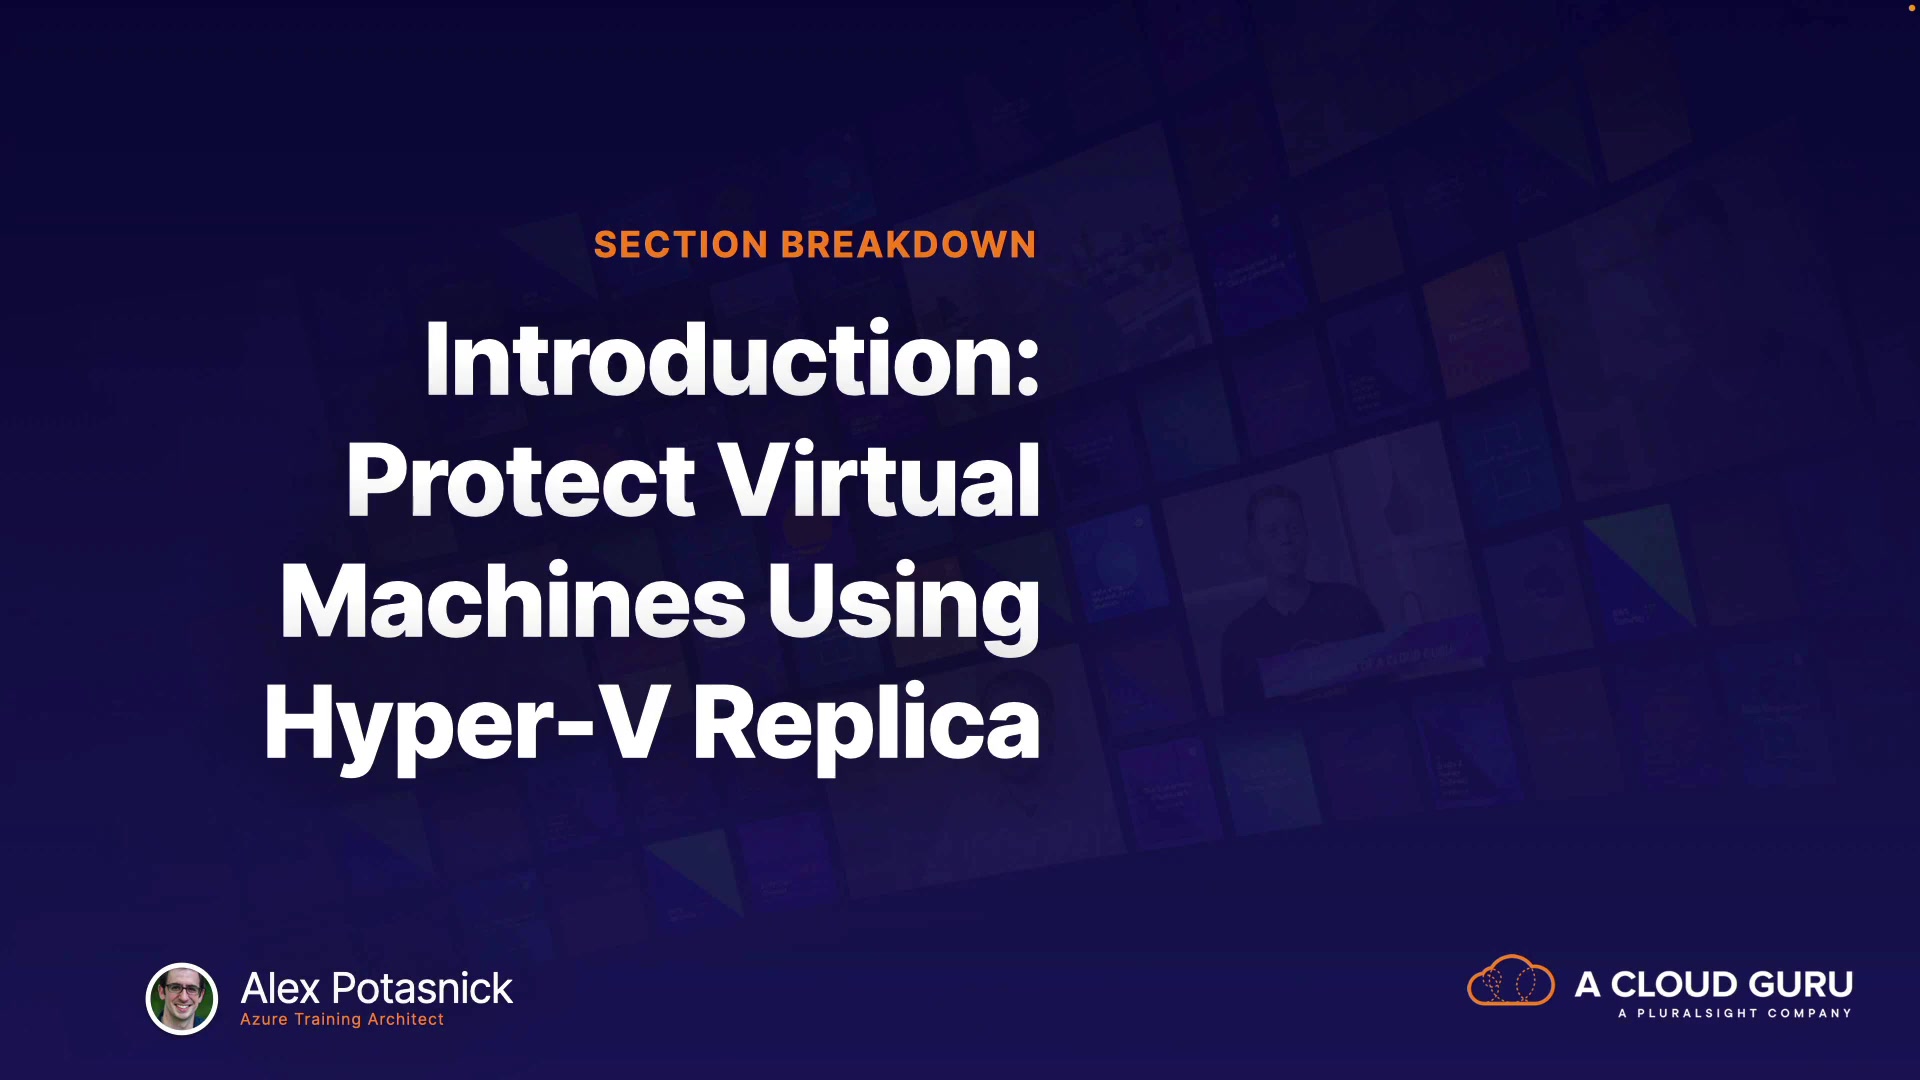 SECTION BREAKDOWN
Introduction:
Protect Virtual
Machines Using
Hyper-V Replica
Alex Potasnick
Azure Training Architect
A CLOUD GURU
A PLURALSIGHT COMPANY